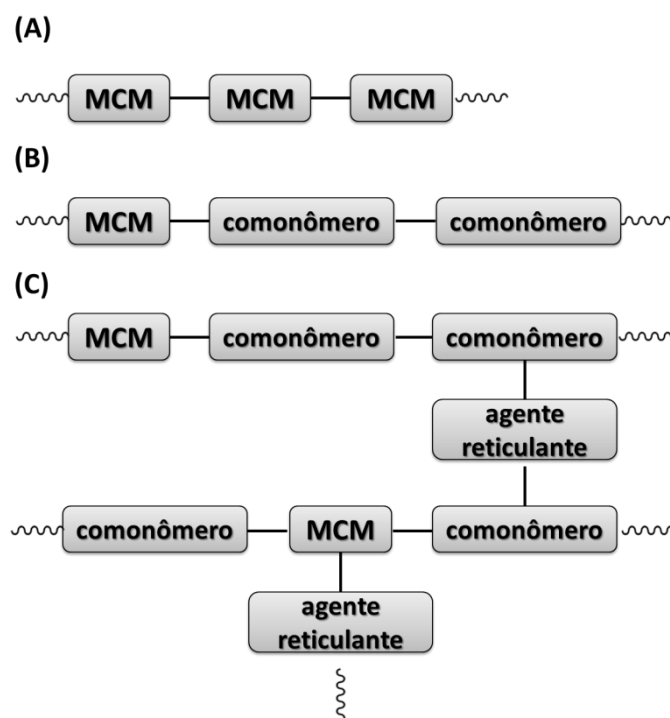 (A)
MCM MCM MCM
(B)
MCM comonômero comonômero
(C)
MCM comonômero comonômero
agente
reticulante
comonômero MCM comonômero
agente
reticulante